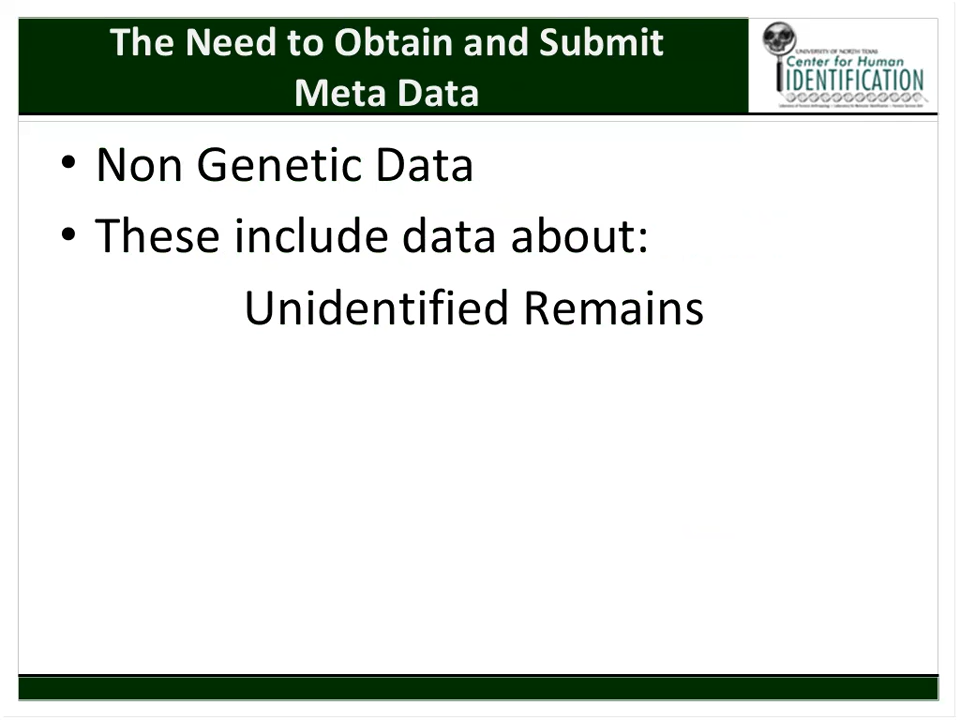 The Need to Obtain and Submit
Meta Data
UNIVERSITY OF NORTH TEXAS
Center for Human
IDENTIFICATION
• Non Genetic Data
• These include data about:
Unidentified Remains